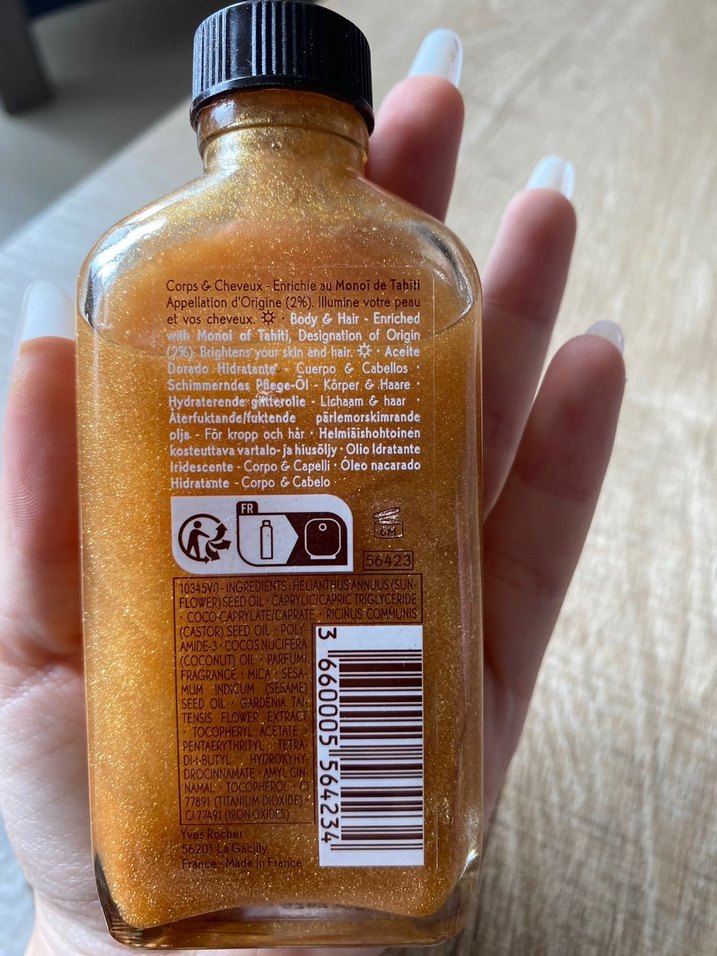 Corps & Cheveux - Enrichie au Monoï de Tahiti
Appellation d'Origine (2%). Illumine votre peau
et vos cheveux. · Body & Hair - Enriched
with Monoi of Tahiti, Designation of Origin
(2%). Brightens your skin and hair. · Aceite
Dorado Hidratante - Cuerpo & Cabellos ·
Schimmerndes Pflege-Öl - Körper & Haare ·
Hydraterende glitterolie - Lichaam & haar ·
Återfuktande/fuktende pärlemorskimrande
olja - För kropp och hår · Helmiäishohtoinen
kosteuttava vartalo- ja hiusöljy · Olio Idratante
Iridescente - Corpo & Capelli · Óleo nacarado
Hidratante - Corpo & Cabelo
FR
6M
56423
10345V0 - INGREDIENTS : HELIANTHUS ANNUUS (SUN-
FLOWER) SEED OIL · CAPRYLIC/CAPRIC TRIGLYCERIDE
· COCO-CAPRYLATE/CAPRATE · RICINUS COMMUNIS
(CASTOR) SEED OIL · POLY-
AMIDE-3 · COCOS NUCIFERA
(COCONUT) OIL · PARFUM/
FRAGRANCE · MICA · SESA-
MUM INDICUM (SESAME)
SEED OIL · GARDENIA TAI-
TENSIS FLOWER EXTRACT
· TOCOPHERYL ACETATE ·
PENTAERYTHRITYL TETRA-
DI-t-BUTYL HYDROXYHY-
DROCINNAMATE · AMYL CIN-
NAMAL · TOCOPHEROL · CI
77891 (TITANIUM DIOXIDE) ·
CI 77491 (IRON OXIDES)
3 660005 564234
Yves Rocher
56201 La Gacilly
France - Made in France